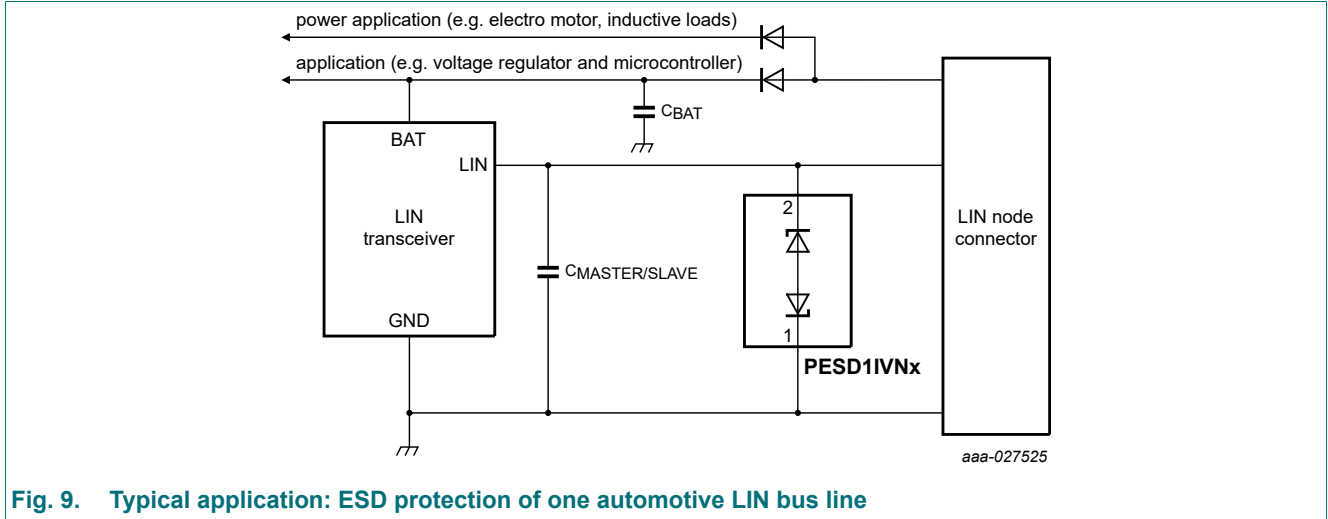 power application (e.g. electro motor, inductive loads)
application (e.g. voltage regulator and microcontroller)
CBAT
BAT
LIN
LIN
transceiver
GND
CMASTER/SLAVE
2
1
PESD1IVNx
LIN node
connector
aaa-027525
Fig. 9. Typical application: ESD protection of one automotive LIN bus line